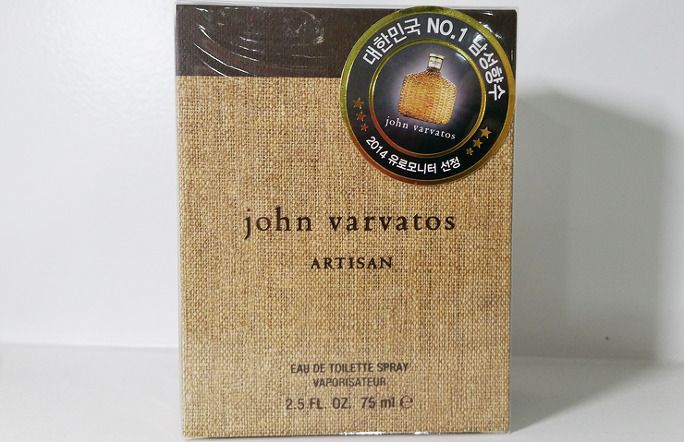 대한민국 NO.1 남성향수
john varvatos
2014 유로모니터 선정
john varvatos
ARTISAN
EAU DE TOILETTE SPRAY
VAPORISATEUR
2.5 FL. OZ. 75 ml ℮